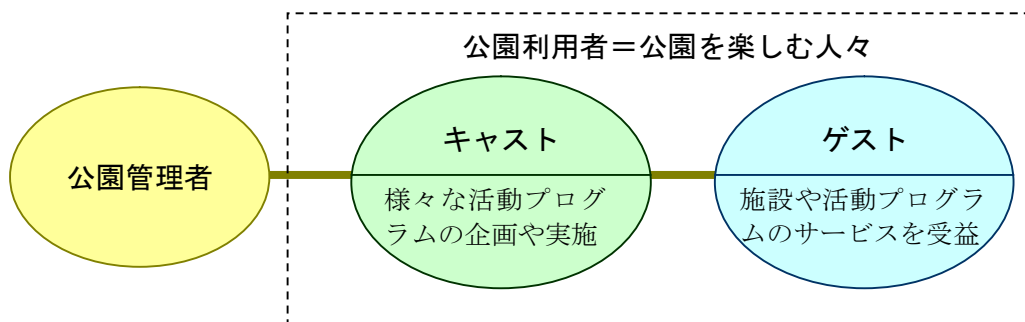 公園利用者＝公園を楽しむ人々
公園管理者
キャスト
様々な活動プログ
ラムの企画や実施
ゲスト
施設や活動プログラ
ムのサービスを受益